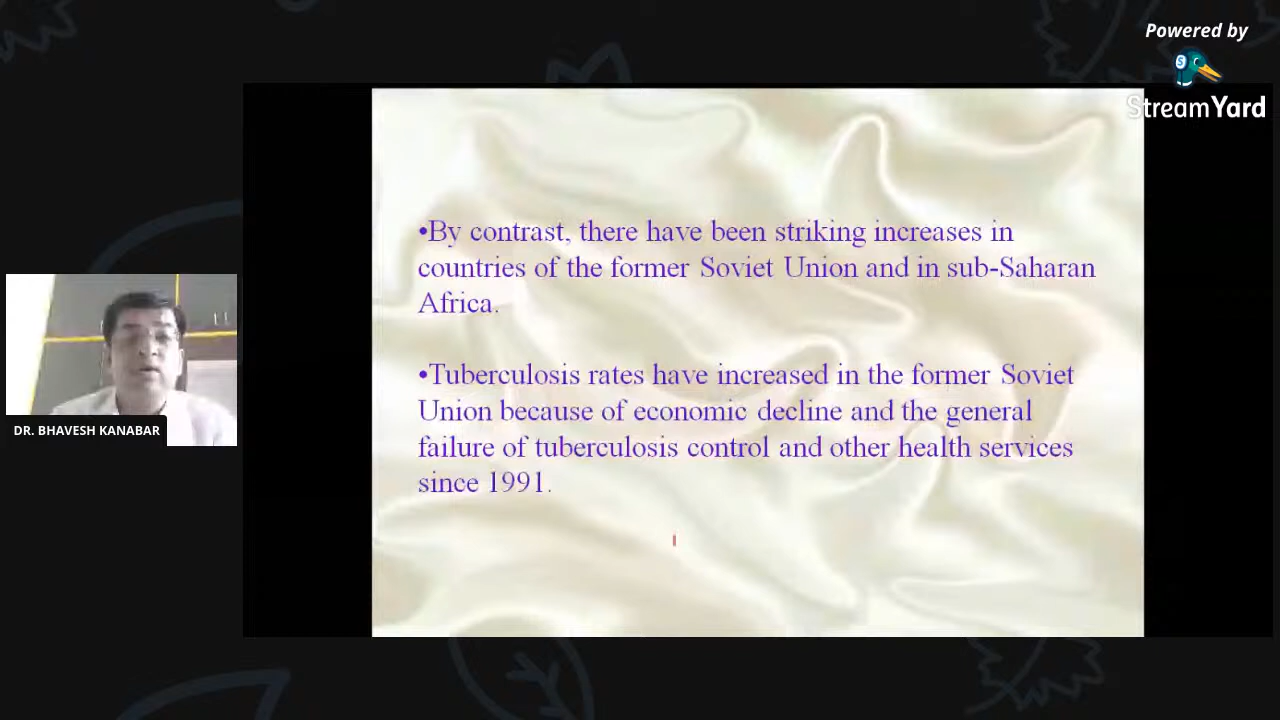 Powered by
StreamYard
•By contrast, there have been striking increases in
countries of the former Soviet Union and in sub-Saharan
Africa.
•Tuberculosis rates have increased in the former Soviet
Union because of economic decline and the general
failure of tuberculosis control and other health services
since 1991.
DR. BHAVESH KANABAR